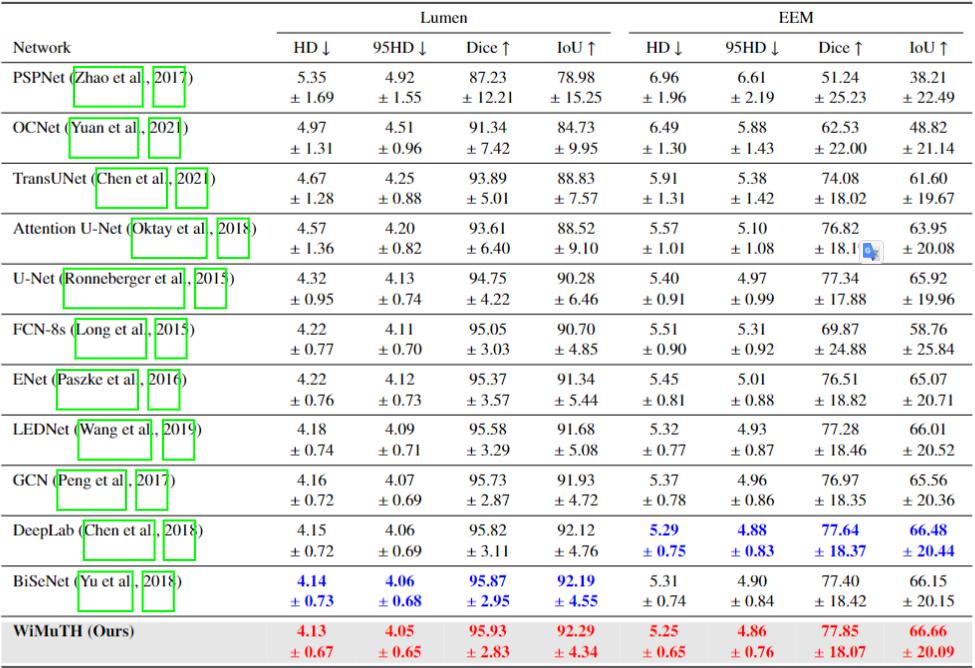 Lumen EEM
Network HD ↓ 95HD ↓ Dice ↑ IoU ↑ HD ↓ 95HD ↓ Dice ↑ IoU ↑
PSPNet (Zhao et al., 2017) 5.35 4.92 87.23 78.98 6.96 6.61 51.24 38.21
± 1.69 ± 1.55 ± 12.21 ± 15.25 ± 1.96 ± 2.19 ± 25.23 ± 22.49
OCNet (Yuan et al., 2021) 4.97 4.51 91.34 84.73 6.49 5.88 62.53 48.82
± 1.31 ± 0.96 ± 7.42 ± 9.95 ± 1.30 ± 1.43 ± 22.00 ± 21.14
TransUNet (Chen et al., 2021) 4.67 4.25 93.89 88.83 5.91 5.38 74.08 61.60
± 1.28 ± 0.88 ± 5.01 ± 7.57 ± 1.31 ± 1.42 ± 18.02 ± 19.67
Attention U-Net (Oktay et al., 2018) 4.57 4.20 93.61 88.52 5.57 5.10 76.82 63.95
± 1.36 ± 0.82 ± 6.40 ± 9.10 ± 1.01 ± 1.08 ± 20.08
U-Net (Ronneberger et al., 2015) 4.32 4.13 94.75 90.28 5.40 4.97 77.34 65.92
± 0.95 ± 0.74 ± 4.22 ± 6.46 ± 0.91 ± 0.99 ± 17.88 ± 19.96
FCN-8s (Long et al., 2015) 4.22 4.11 95.05 90.70 5.51 5.31 69.87 58.76
± 0.77 ± 0.70 ± 3.03 ± 4.85 ± 0.90 ± 0.92 ± 24.88 ± 25.84
ENet (Paszke et al., 2016) 4.22 4.12 95.37 91.34 5.45 5.01 76.51 65.07
± 0.76 ± 0.73 ± 3.57 ± 5.44 ± 0.81 ± 0.88 ± 18.82 ± 20.71
LEDNet (Wang et al., 2019) 4.18 4.09 95.58 91.68 5.32 4.93 77.28 66.01
± 0.74 ± 0.71 ± 3.29 ± 5.08 ± 0.77 ± 0.87 ± 18.46 ± 20.52
GCN (Peng et al., 2017) 4.16 4.07 95.73 91.93 5.37 4.96 76.97 65.56
± 0.72 ± 0.69 ± 2.87 ± 4.72 ± 0.78 ± 0.86 ± 18.35 ± 20.36
DeepLab (Chen et al., 2018) 4.15 4.06 95.82 92.12 5.29 4.88 77.64 66.48
± 0.72 ± 0.69 ± 3.11 ± 4.76 ± 0.75 ± 0.83 ± 18.37 ± 20.44
BiSeNet (Yu et al., 2018) 4.14 4.06 95.87 92.19 5.31 4.90 77.40 66.15
± 0.73 ± 0.68 ± 2.95 ± 4.55 ± 0.74 ± 0.84 ± 18.42 ± 20.15
WiMuTH (Ours) 4.13 4.05 95.93 92.29 5.25 4.86 77.85 66.66
± 0.67 ± 0.65 ± 2.83 ± 4.34 ± 0.65 ± 0.76 ± 18.07 ± 20.09